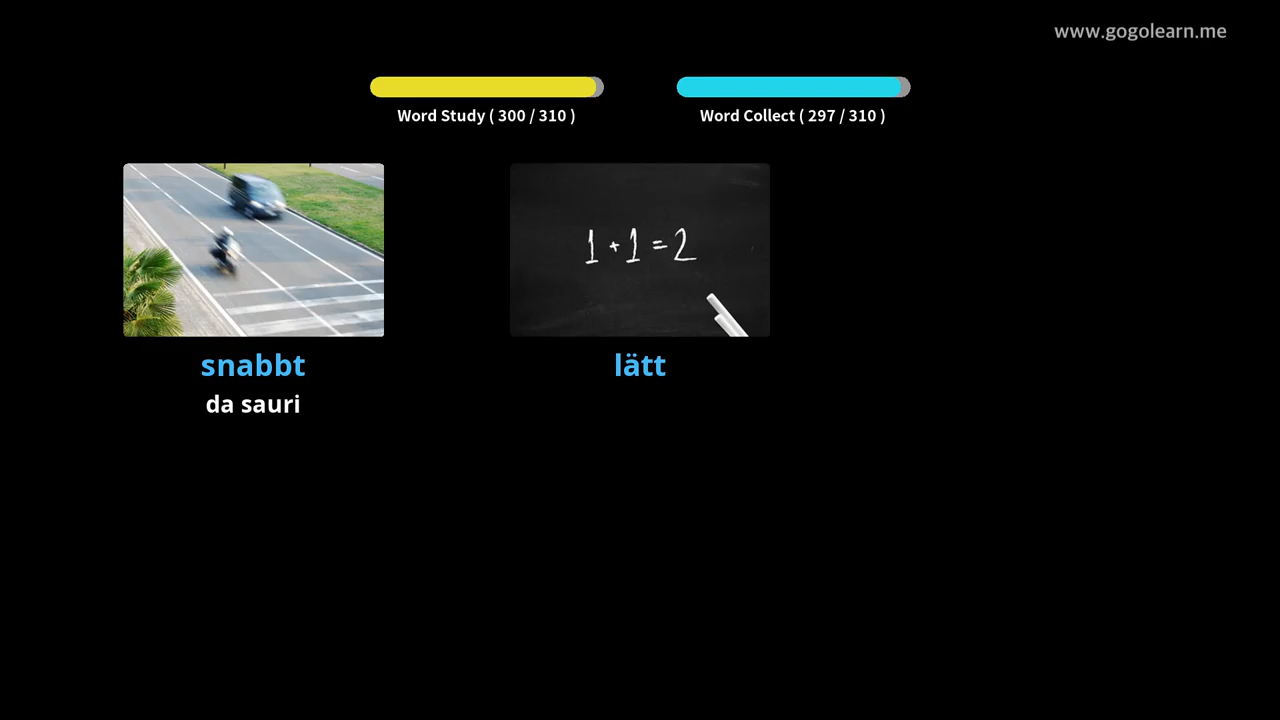 www.gogolearn.me
Word Study ( 300 / 310 )
Word Collect ( 297 / 310 )
1 + 1 = 2
snabbt
lätt
da sauri